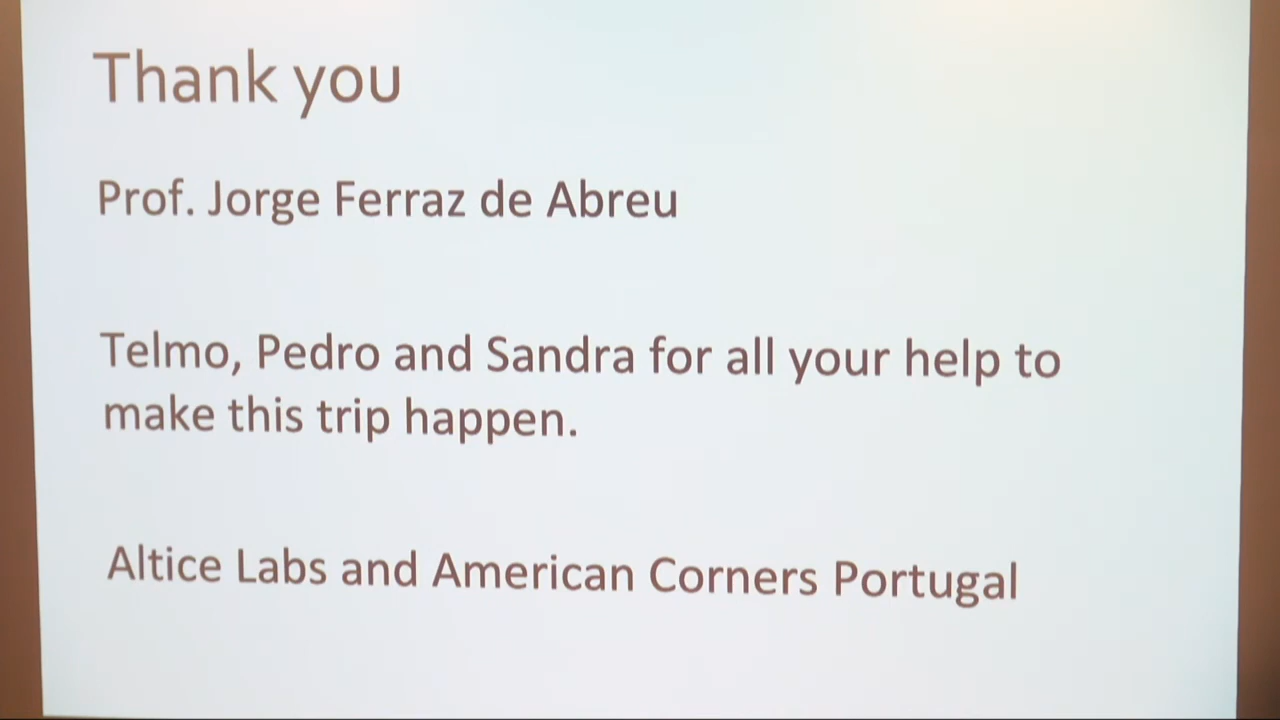 Thank you
Prof. Jorge Ferraz de Abreu
Telmo, Pedro and Sandra for all your help to
make this trip happen.
Altice Labs and American Corners Portugal